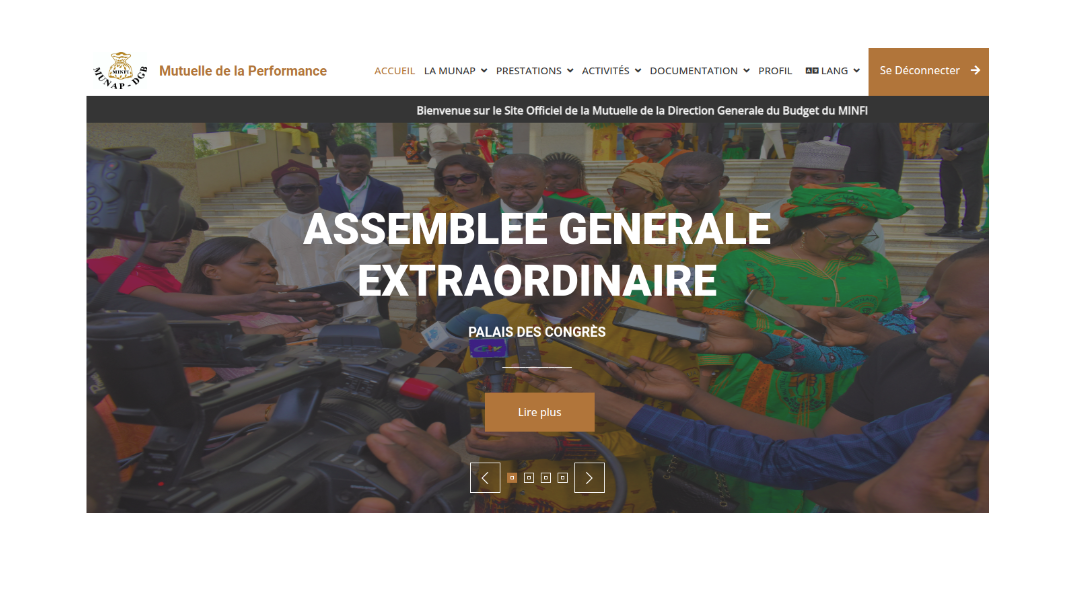 MINFI
MUNAP - DGB
Mutuelle de la Performance
ACCUEIL LA MUNAP PRESTATIONS ACTIVITÉS DOCUMENTATION PROFIL LANG Se Déconnecter
Bienvenue sur le Site Officiel de la Mutuelle de la Direction Generale du Budget du MINFI
ASSEMBLEE GENERALE
EXTRAORDINAIRE
PALAIS DES CONGRÈS
Lire plus